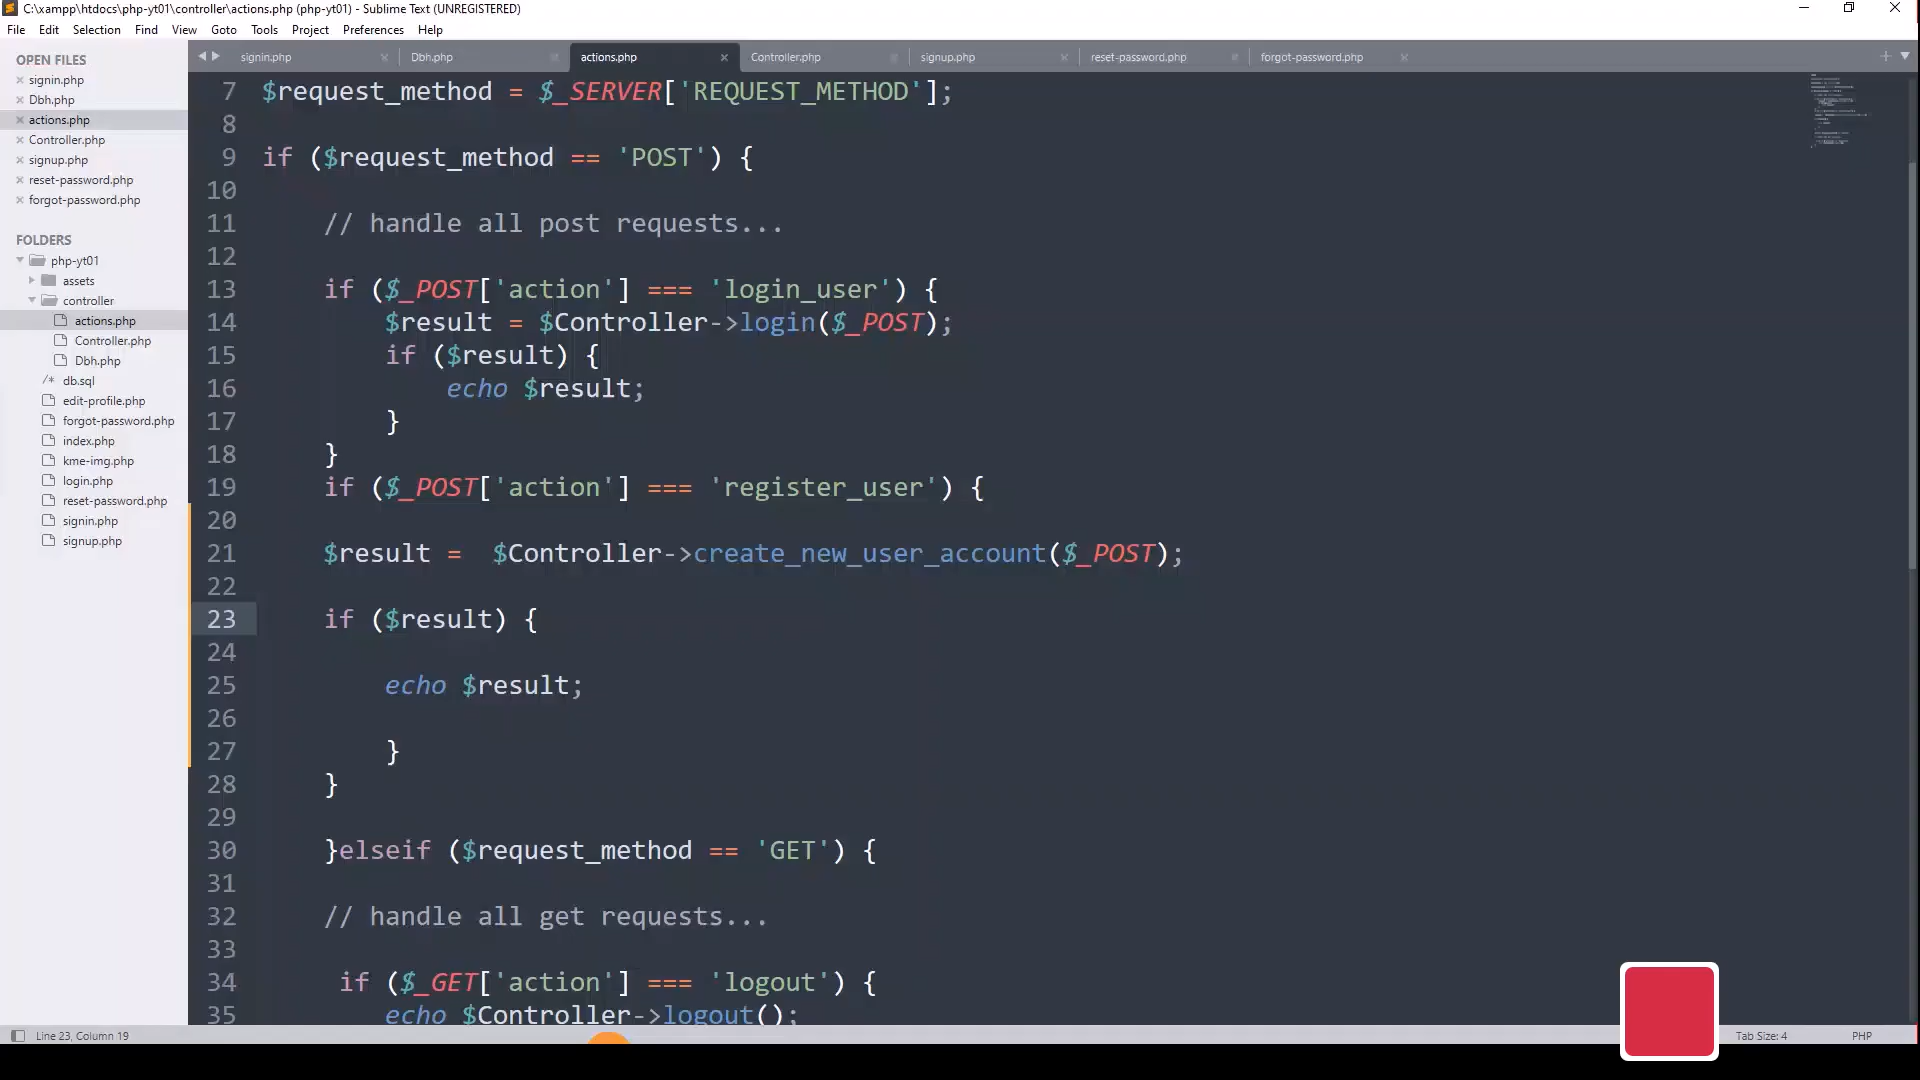 C:\xampp\htdocs\php-yt01\controller\actions.php (php-yt01) - Sublime Text (UNREGISTERED)
File Edit Selection Find View Goto Tools Project Preferences Help
OPEN FILES
signin.php
Dbh.php
actions.php
Controller.php
signup.php
reset-password.php
forgot-password.php
FOLDERS
php-yt01
assets
controller
actions.php
Controller.php
Dbh.php
/* db.sql
edit-profile.php
forgot-password.php
index.php
kme-img.php
login.php
reset-password.php
signin.php
signup.php
signin.php Dbh.php actions.php Controller.php signup.php reset-password.php forgot-password.php
7 $request_method = $_SERVER['REQUEST_METHOD'];
8
9 if ($request_method == 'POST') {
10
11 // handle all post requests...
12
13 if ($_POST['action'] === 'login_user') {
14 $result = $Controller->login($_POST);
15 if ($result) {
16 echo $result;
17 }
18 }
19 if ($_POST['action'] === 'register_user') {
20
21 $result = $Controller->create_new_user_account($_POST);
22
23 if ($result) {
24
25 echo $result;
26
27 }
28 }
29
30 }elseif ($request_method == 'GET') {
31
32 // handle all get requests...
33
34 if ($_GET['action'] === 'logout') {
35 echo $Controller->logout();
Line 23, Column 19
Tab Size: 4
PHP